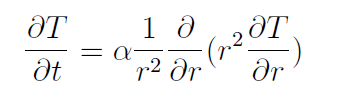 ∂T/∂t = α 1/r² ∂/∂r (r² ∂T/∂r)